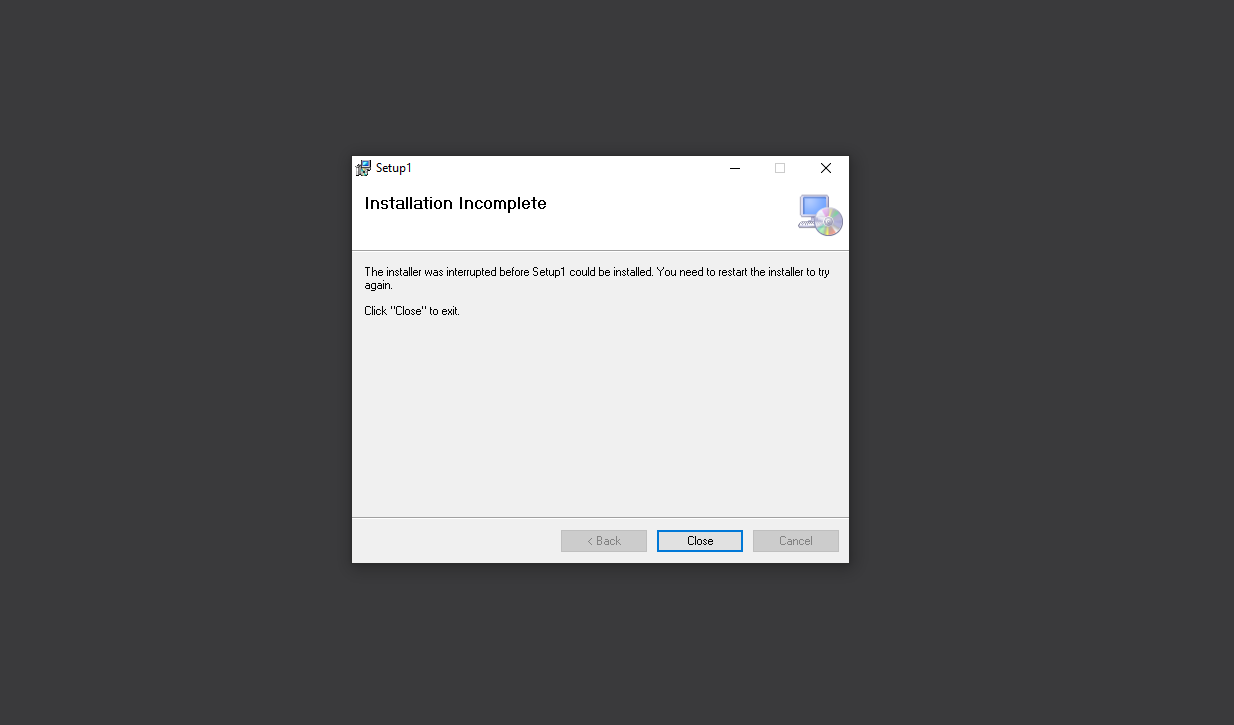 Setup1
Installation Incomplete
The installer was interrupted before Setup1 could be installed. You need to restart the installer to try
again.
Click "Close" to exit.
< Back
Close
Cancel